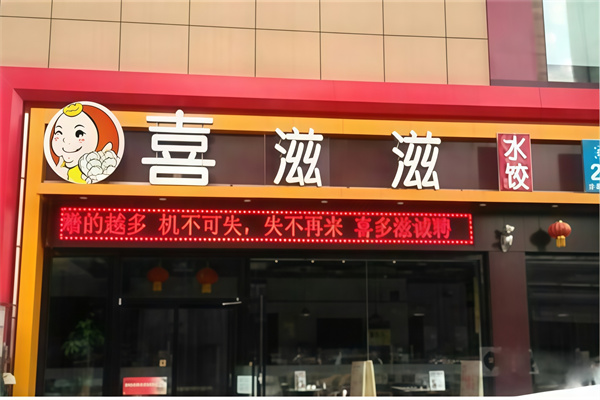 喜滋滋
水饺
的越多 机不可失，失不再来 喜多滋诚聘